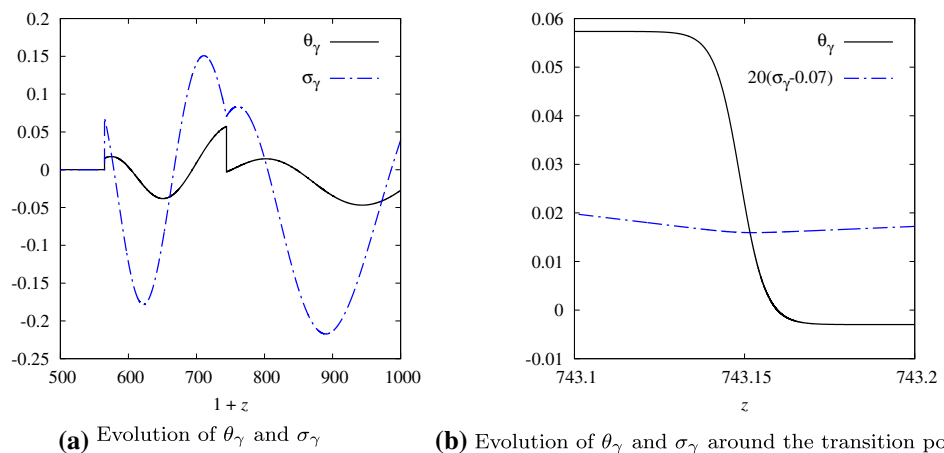 0.2
0.15
0.1
0.05
0
-0.05
-0.1
-0.15
-0.2
-0.25
θγ
σγ
500 600 700 800 900 1000
1 + z
(a) Evolution of θγ and σγ
0.06
0.05
0.04
0.03
0.02
0.01
0
-0.01
θγ
20(σγ-0.07)
743.1 743.15 743.2
z
(b) Evolution of θγ and σγ around the transition po